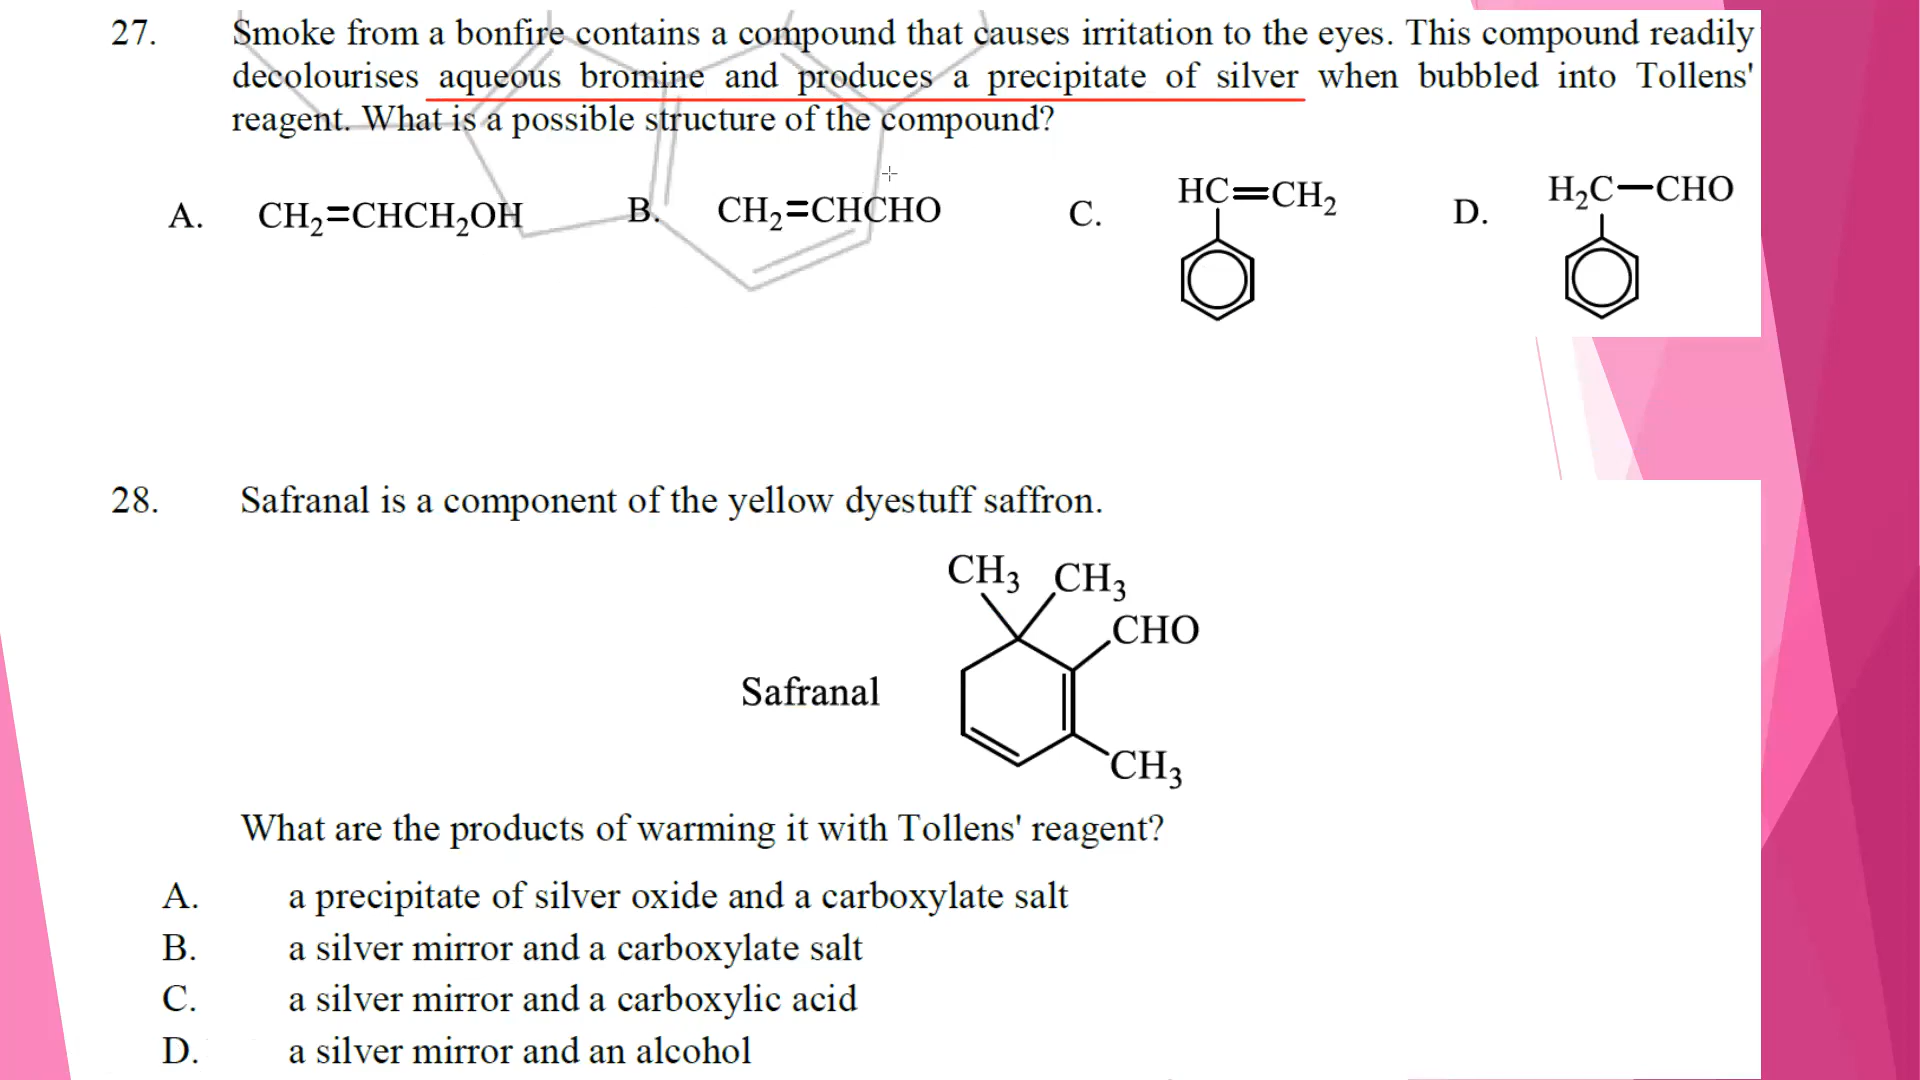 27. Smoke from a bonfire contains a compound that causes irritation to the eyes. This compound readily
decolourises aqueous bromine and produces a precipitate of silver when bubbled into Tollens'
reagent. What is a possible structure of the compound?
A. CH₂=CHCH₂OH B. CH₂=CHCHO C. HC=CH₂ D. H₂C—CHO
28. Safranal is a component of the yellow dyestuff saffron.
CH₃ CH₃
CHO
Safranal
CH₃
What are the products of warming it with Tollens' reagent?
A. a precipitate of silver oxide and a carboxylate salt
B. a silver mirror and a carboxylate salt
C. a silver mirror and a carboxylic acid
D. a silver mirror and an alcohol